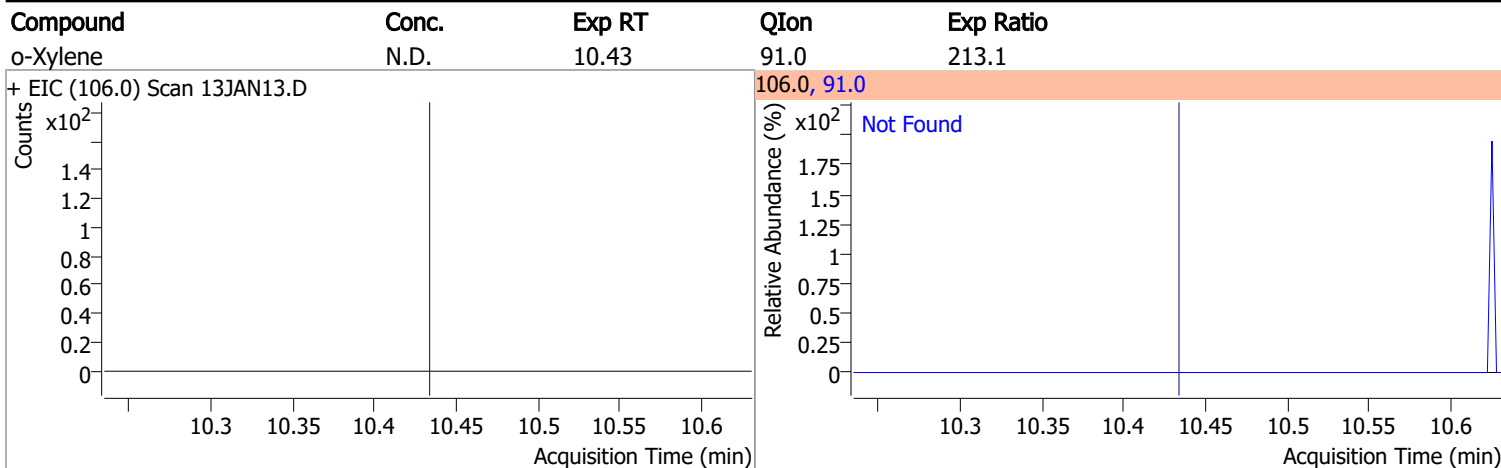 Compound Conc. Exp RT QIon Exp Ratio
o-Xylene N.D. 10.43 91.0 213.1
+ EIC (106.0) Scan 13JAN13.D
Counts
x10²
1.4
1.2
1
0.8
0.6
0.4
0.2
0
10.3 10.35 10.4 10.45 10.5 10.55 10.6
Acquisition Time (min)
106.0, 91.0
Relative Abundance (%)
x10²
Not Found
1.75
1.5
1.25
1
0.75
0.5
0.25
0
10.3 10.35 10.4 10.45 10.5 10.55 10.6
Acquisition Time (min)